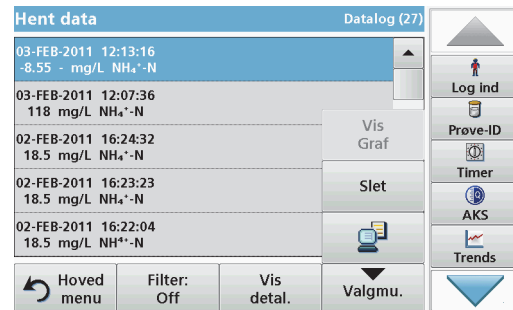 Hent data
Datalog (27)
03-FEB-2011 12:13:16
-8.55 - mg/L NH₄⁺-N
03-FEB-2011 12:07:36
118 mg/L NH₄⁺-N
02-FEB-2011 16:24:32
18.5 mg/L NH₄⁺-N
02-FEB-2011 16:23:23
18.5 mg/L NH₄⁺-N
02-FEB-2011 16:22:04
18.5 mg/L NH⁴⁺-N
Vis
Graf
Slet
Hoved
menu
Filter:
Off
Vis
detal.
Valgmu.
Log ind
Prøve-ID
Timer
AKS
Trends